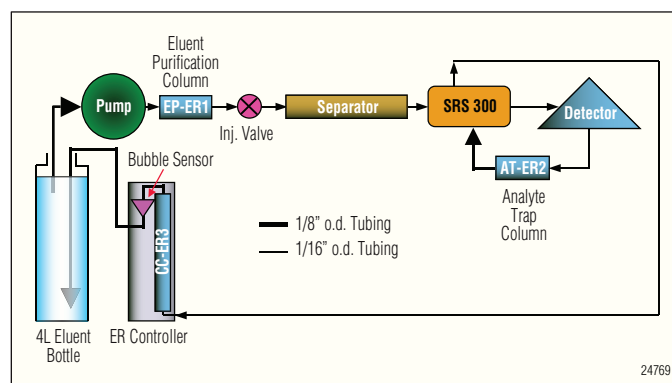 Eluent
Purification
Column
Pump
EP-ER1
Inj. Valve
Separator
SRS 300
Detector
AT-ER2
Analyte
Trap
Column
Bubble Sensor
CC-ER3
1/8" o.d. Tubing
1/16" o.d. Tubing
4L Eluent
Bottle
ER Controller
24769